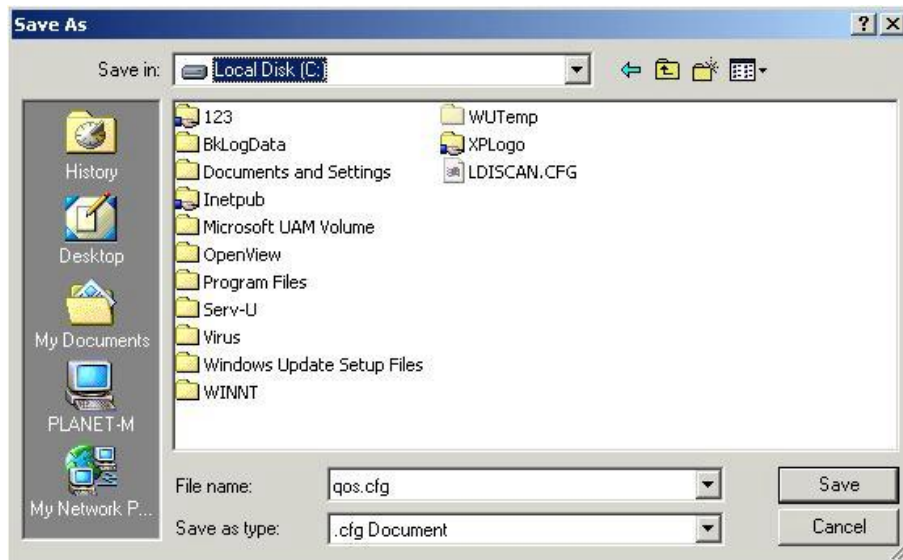 Save As
Save in: Local Disk (C:
History
Desktop
My Documents
PLANET-M
My Network P...
123
BkLogData
Documents and Settings
Inetpub
Microsoft UAM Volume
OpenView
Program Files
Serv-U
Virus
Windows Update Setup Files
WINNT
WUTemp
XPLogo
LDISCAN.CFG
File name: qos.cfg
Save
Save as type: .cfg Document
Cancel